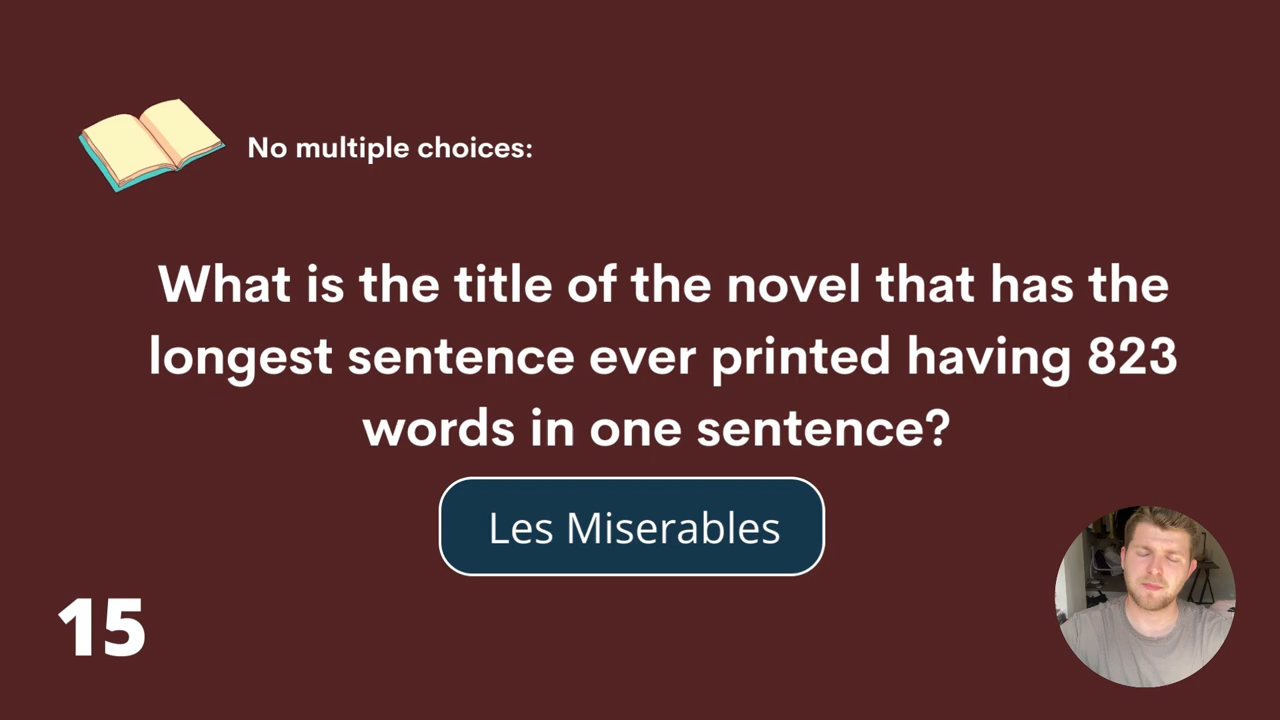 No multiple choices:
What is the title of the novel that has the
longest sentence ever printed having 823
words in one sentence?
Les Miserables
15